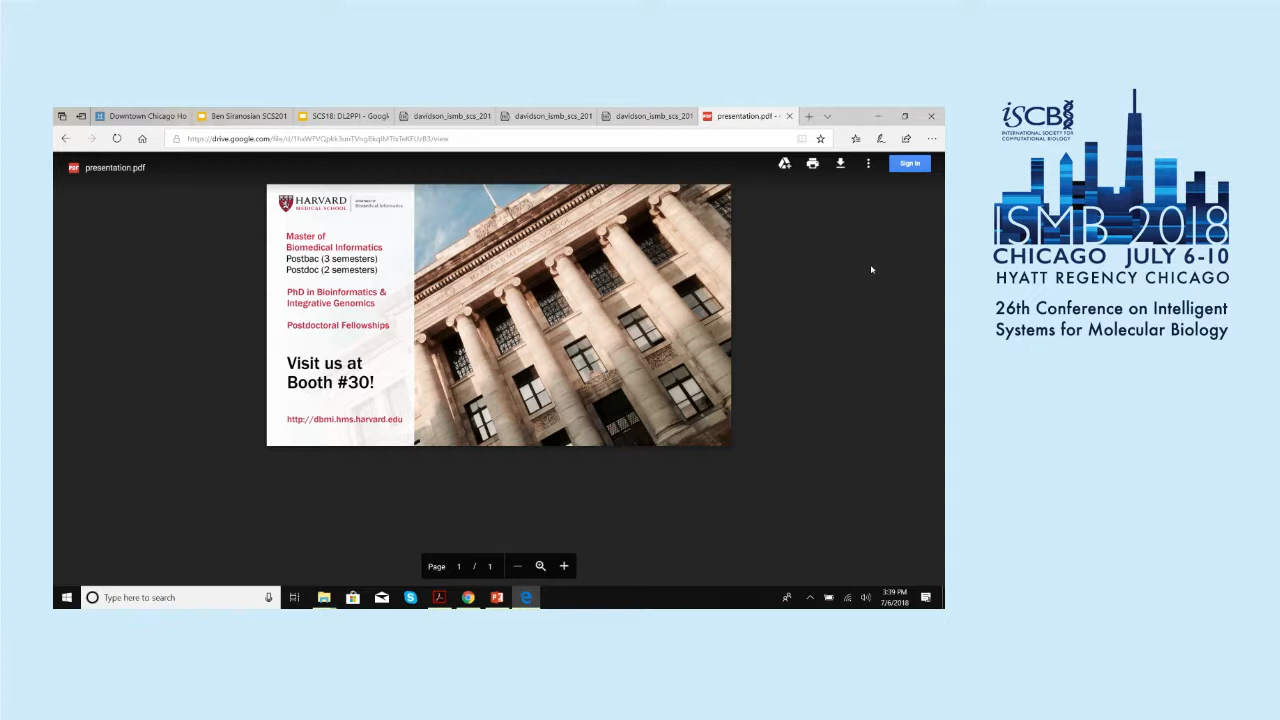 Downtown Chicago Ho
Ben Siranosian SCS201
SCS18: DL2PPI - Googl
davidson_ismb_scs_201
davidson_ismb_scs_201
davidson_ismb_scs_201
presentation.pdf -
presentation.pdf
Sign in
HARVARD
MEDICAL SCHOOL
Biomedical Informatics
Master of
Biomedical Informatics
Postbac (3 semesters)
Postdoc (2 semesters)
PhD in Bioinformatics &
Integrative Genomics
Postdoctoral Fellowships
Visit us at
Booth #30!
http://dbmi.hms.harvard.edu
Page 1 / 1
Type here to search
3:39 PM
7/6/2018
iSCB
INTERNATIONAL SOCIETY FOR
COMPUTATIONAL BIOLOGY
ISMB 2018
CHICAGO JULY 6-10
HYATT REGENCY CHICAGO
26th Conference on Intelligent
Systems for Molecular Biology